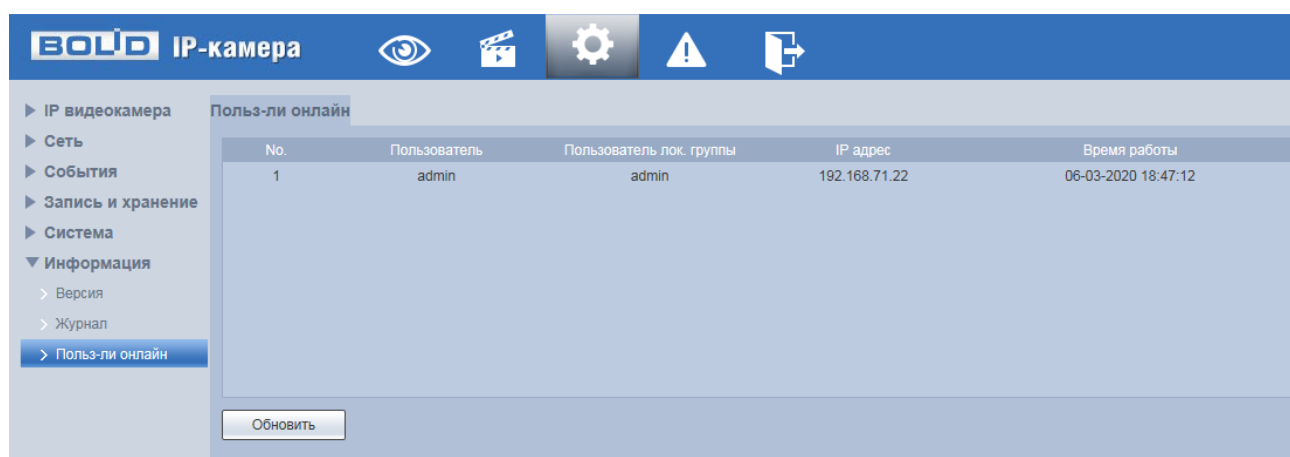 BOLID IP-камера
IP видеокамера
Сеть
События
Запись и хранение
Система
Информация
Версия
Журнал
Польз-ли онлайн
Польз-ли онлайн
No. Пользователь Пользователь лок. группы IP адрес Время работы
1 admin admin 192.168.71.22 06-03-2020 18:47:12
Обновить